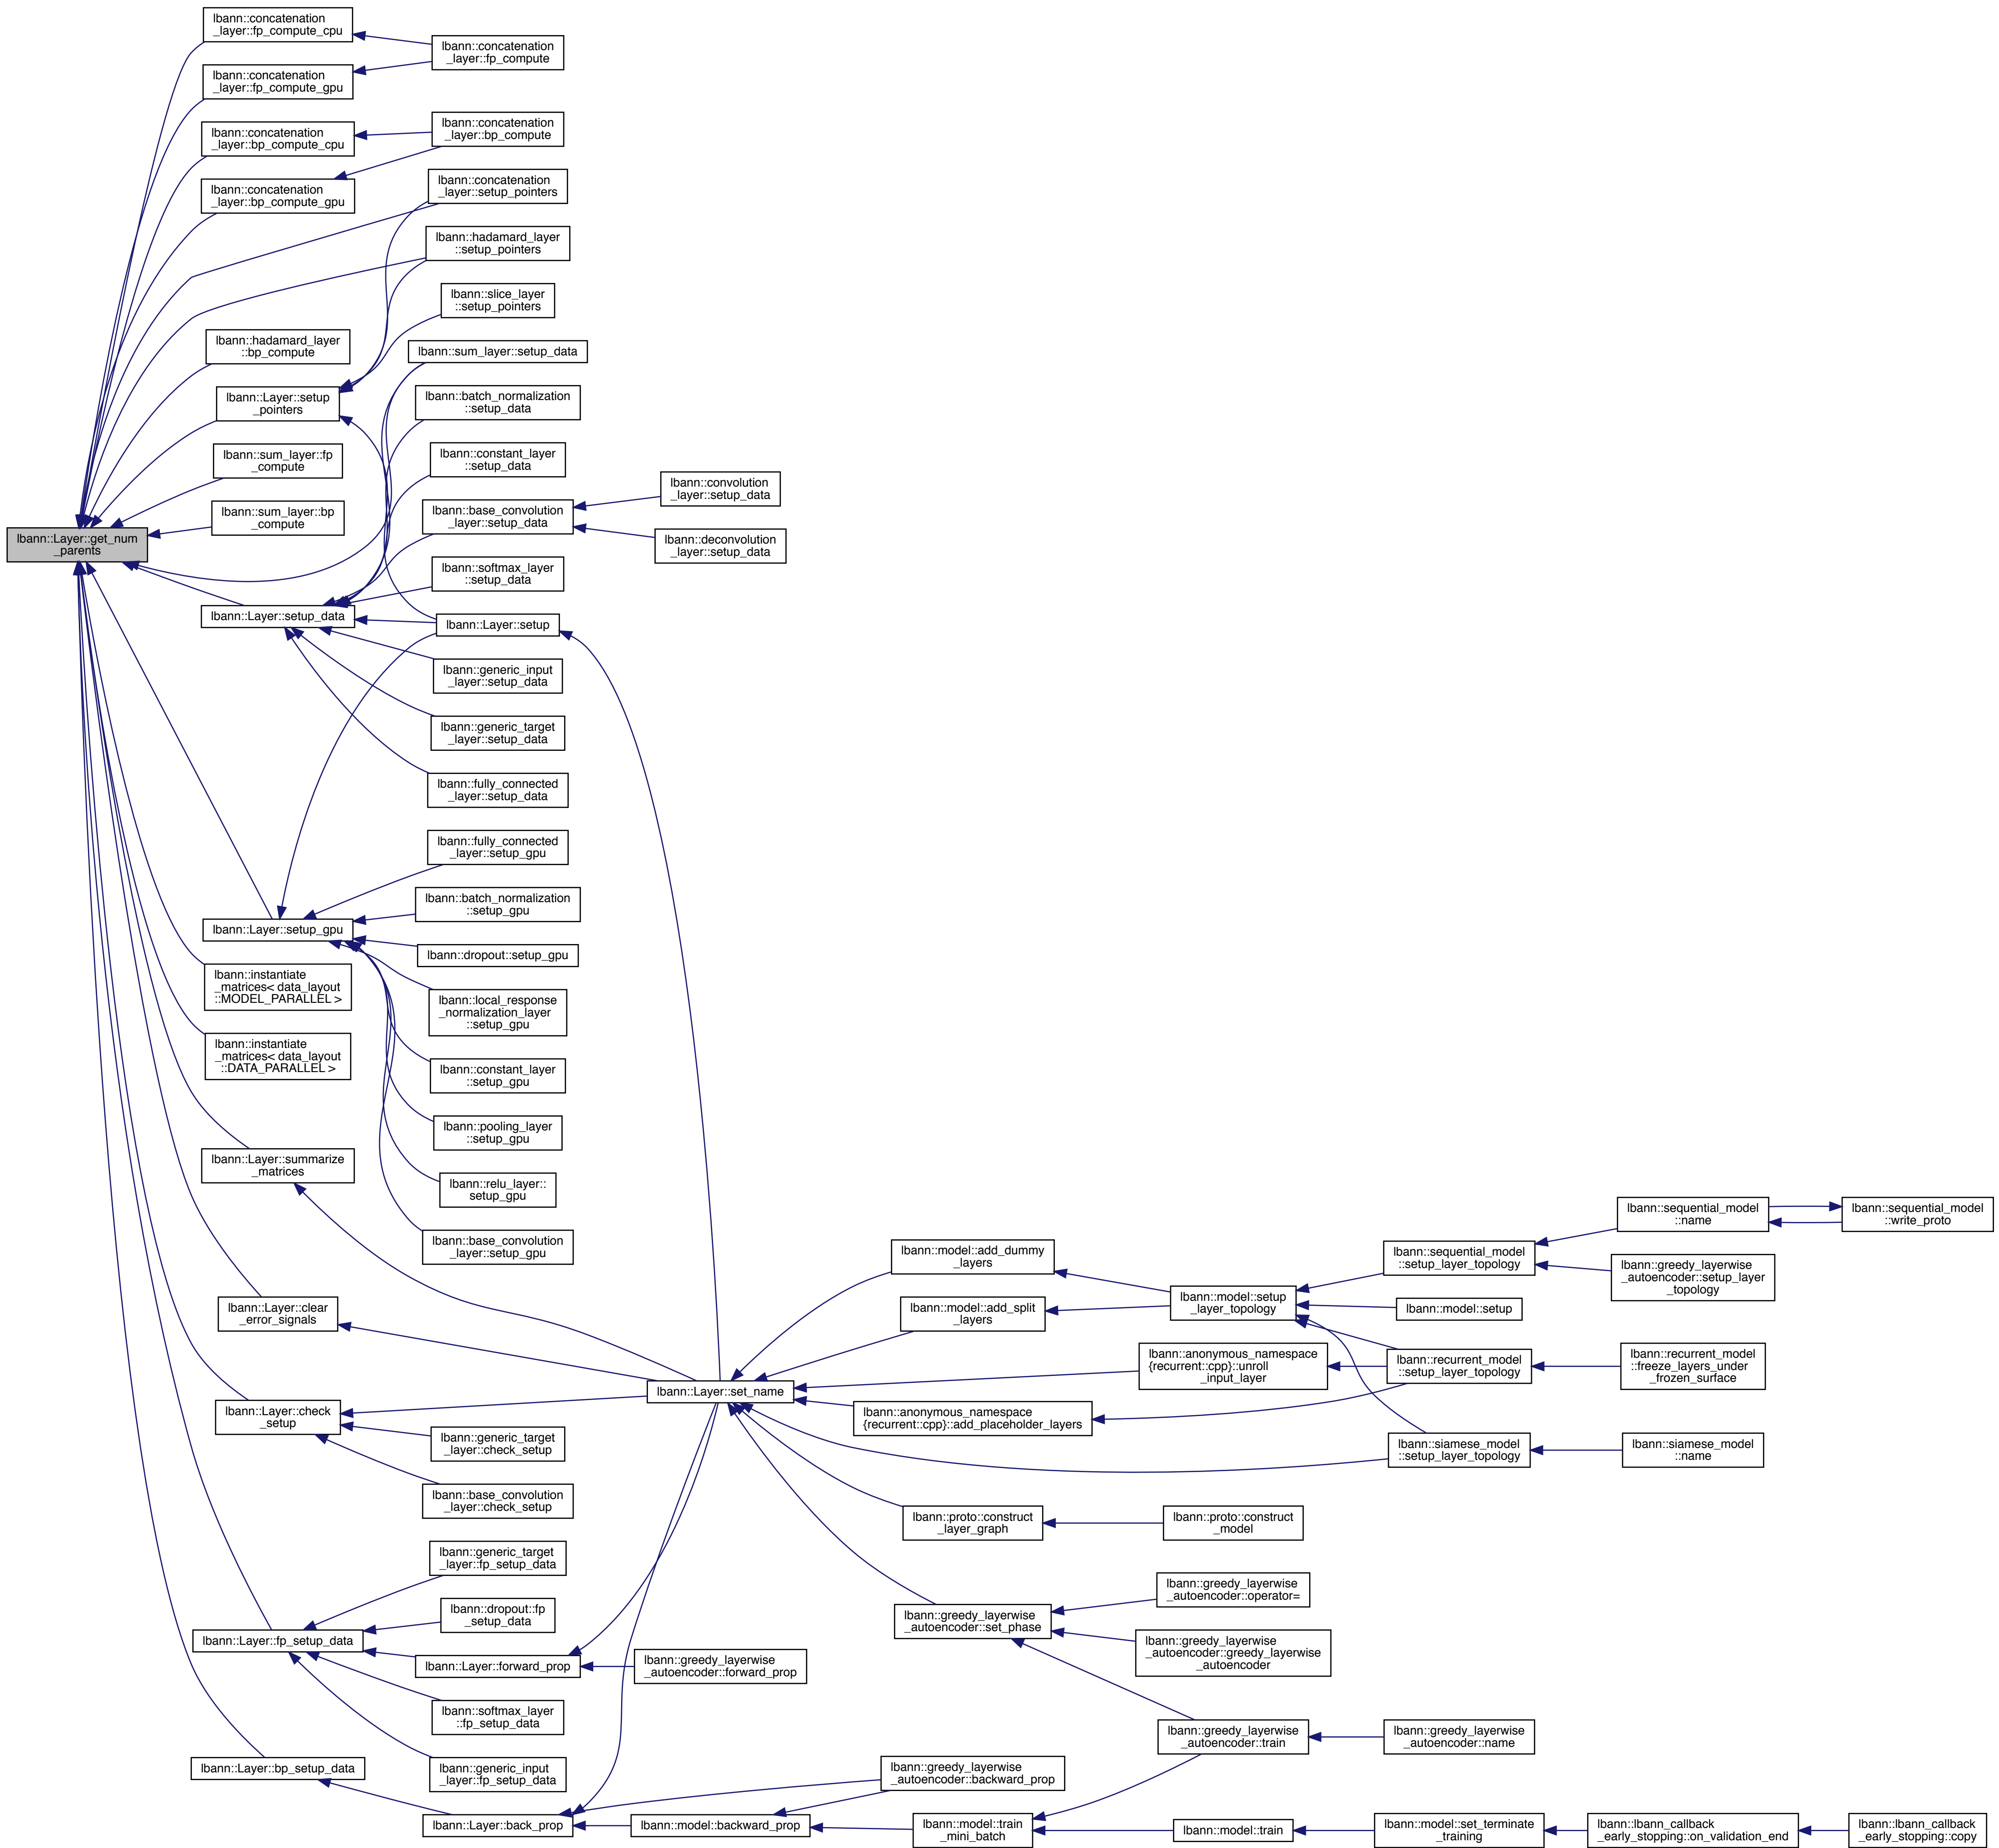 lbann::Layer::get_num
_parents
lbann::concatenation
_layer::fp_compute_cpu
lbann::concatenation
_layer::fp_compute_gpu
lbann::concatenation
_layer::bp_compute_cpu
lbann::concatenation
_layer::bp_compute_gpu
lbann::hadamard_layer
::bp_compute
lbann::Layer::setup
_pointers
lbann::sum_layer::fp
_compute
lbann::sum_layer::bp
_compute
lbann::Layer::setup_data
lbann::Layer::setup_gpu
lbann::instantiate
_matrices< data_layout
::MODEL_PARALLEL >
lbann::instantiate
_matrices< data_layout
::DATA_PARALLEL >
lbann::Layer::summarize
_matrices
lbann::Layer::clear
_error_signals
lbann::Layer::check
_setup
lbann::Layer::fp_setup_data
lbann::Layer::bp_setup_data
lbann::concatenation
_layer::fp_compute
lbann::concatenation
_layer::bp_compute
lbann::concatenation
_layer::setup_pointers
lbann::hadamard_layer
::setup_pointers
lbann::slice_layer
::setup_pointers
lbann::sum_layer::setup_data
lbann::batch_normalization
::setup_data
lbann::constant_layer
::setup_data
lbann::base_convolution
_layer::setup_data
lbann::softmax_layer
::setup_data
lbann::Layer::setup
lbann::generic_input
_layer::setup_data
lbann::generic_target
_layer::setup_data
lbann::fully_connected
_layer::setup_data
lbann::fully_connected
_layer::setup_gpu
lbann::batch_normalization
::setup_gpu
lbann::dropout::setup_gpu
lbann::local_response
_normalization_layer
::setup_gpu
lbann::constant_layer
::setup_gpu
lbann::pooling_layer
::setup_gpu
lbann::relu_layer::
setup_gpu
lbann::base_convolution
_layer::setup_gpu
lbann::generic_target
_layer::check_setup
lbann::base_convolution
_layer::check_setup
lbann::generic_target
_layer::fp_setup_data
lbann::dropout::fp
_setup_data
lbann::Layer::forward_prop
lbann::softmax_layer
::fp_setup_data
lbann::generic_input
_layer::fp_setup_data
lbann::Layer::back_prop
lbann::convolution
_layer::setup_data
lbann::deconvolution
_layer::setup_data
lbann::Layer::set_name
lbann::greedy_layerwise
_autoencoder::forward_prop
lbann::model::backward_prop
lbann::model::add_dummy
_layers
lbann::model::add_split
_layers
lbann::anonymous_namespace
{recurrent::cpp}::unroll
_input_layer
lbann::anonymous_namespace
{recurrent::cpp}::add_placeholder_layers
lbann::proto::construct
_layer_graph
lbann::greedy_layerwise
_autoencoder::set_phase
lbann::greedy_layerwise
_autoencoder::backward_prop
lbann::model::train
_mini_batch
lbann::model::setup
_layer_topology
lbann::proto::construct
_model
lbann::greedy_layerwise
_autoencoder::operator=
lbann::greedy_layerwise
_autoencoder::greedy_layerwise
_autoencoder
lbann::greedy_layerwise
_autoencoder::train
lbann::model::train
lbann::sequential_model
::setup_layer_topology
lbann::model::setup
lbann::recurrent_model
::setup_layer_topology
lbann::siamese_model
::setup_layer_topology
lbann::greedy_layerwise
_autoencoder::name
lbann::model::set_terminate
_training
lbann::sequential_model
::name
lbann::greedy_layerwise
_autoencoder::setup_layer
_topology
lbann::recurrent_model
::freeze_layers_under
_frozen_surface
lbann::siamese_model
::name
lbann::lbann_callback
_early_stopping::on_validation_end
lbann::sequential_model
::write_proto
lbann::lbann_callback
_early_stopping::copy